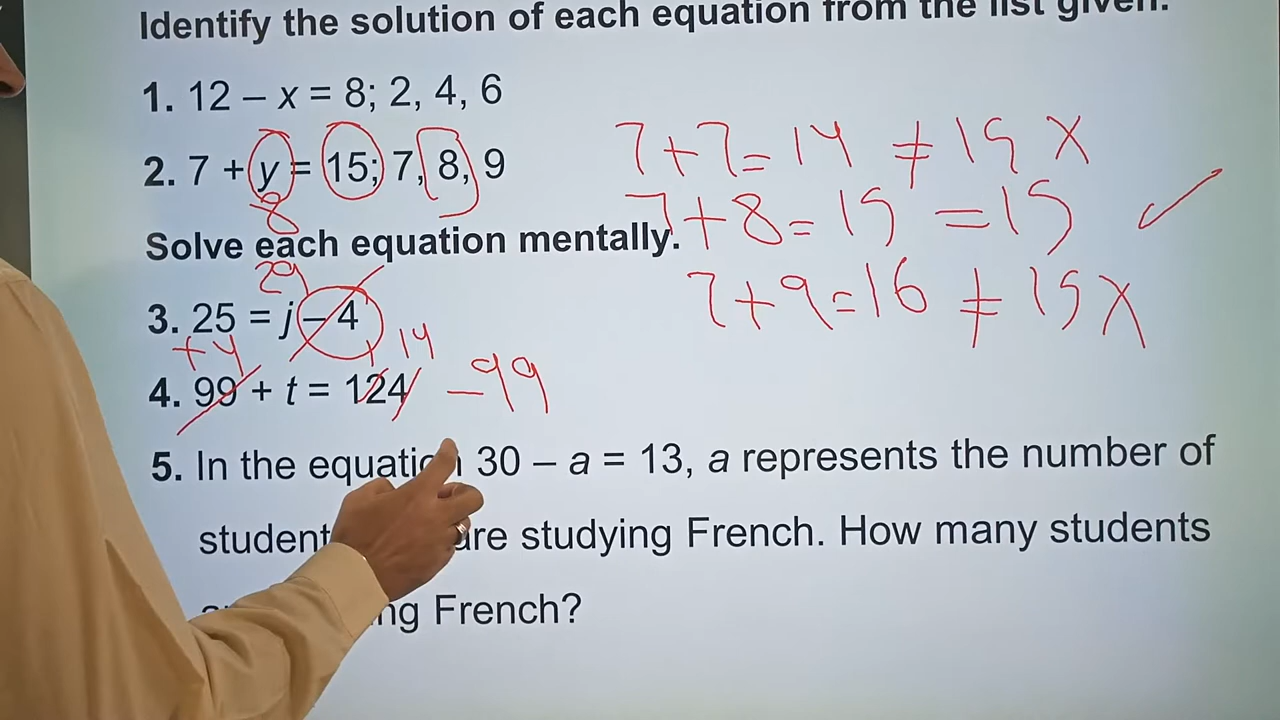 Identify the solution of each equation from the list given.
1. 12 – x = 8; 2, 4, 6
2. 7 + y = 15; 7, 8, 9
8
7+7=14 ≠ 15 X
7+8=15 =15 ✓
7+9=16 ≠ 15 X
Solve each equation mentally.
29
3. 25 = j – 4
+4
1 14
4. 99 + t = 124 -99
5. In the equation 30 – a = 13, a represents the number of
are studying French. How many students
French?